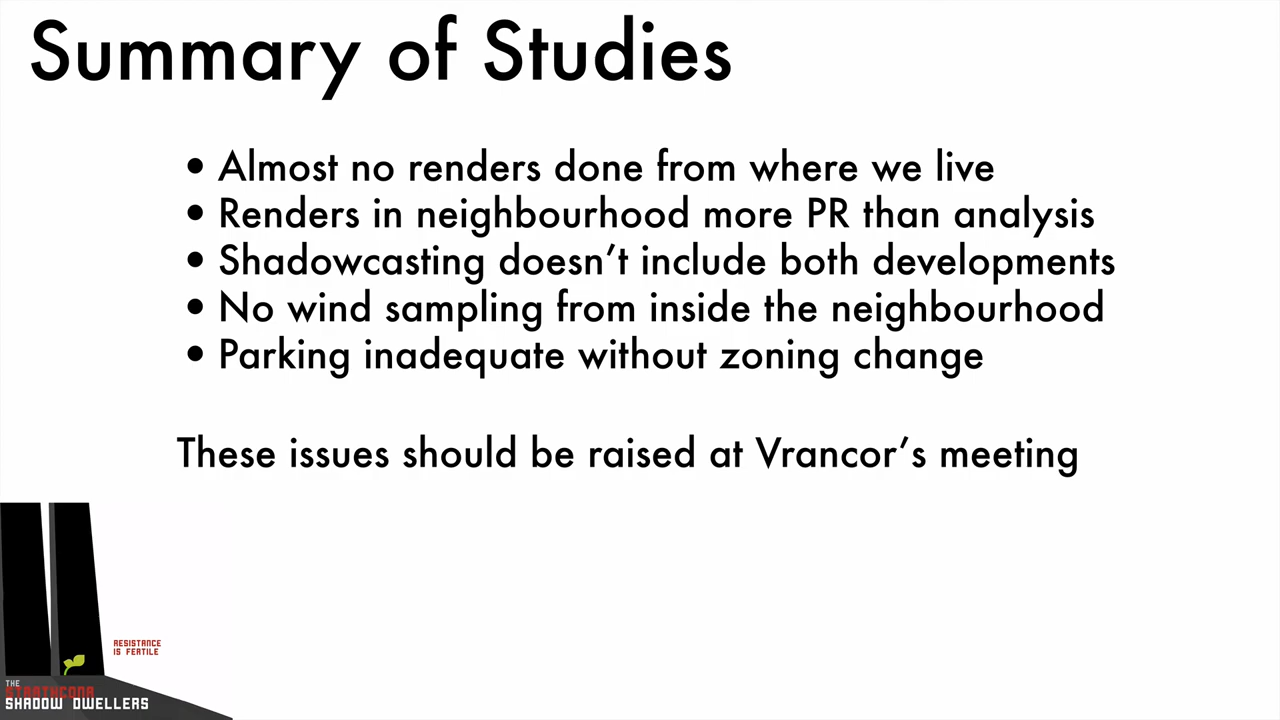 Summary of Studies
• Almost no renders done from where we live
• Renders in neighbourhood more PR than analysis
• Shadowcasting doesn’t include both developments
• No wind sampling from inside the neighbourhood
• Parking inadequate without zoning change
These issues should be raised at Vrancor’s meeting
RESISTANCE
IS FERTILE
THE
STRATHCONA
SHADOW DWELLERS